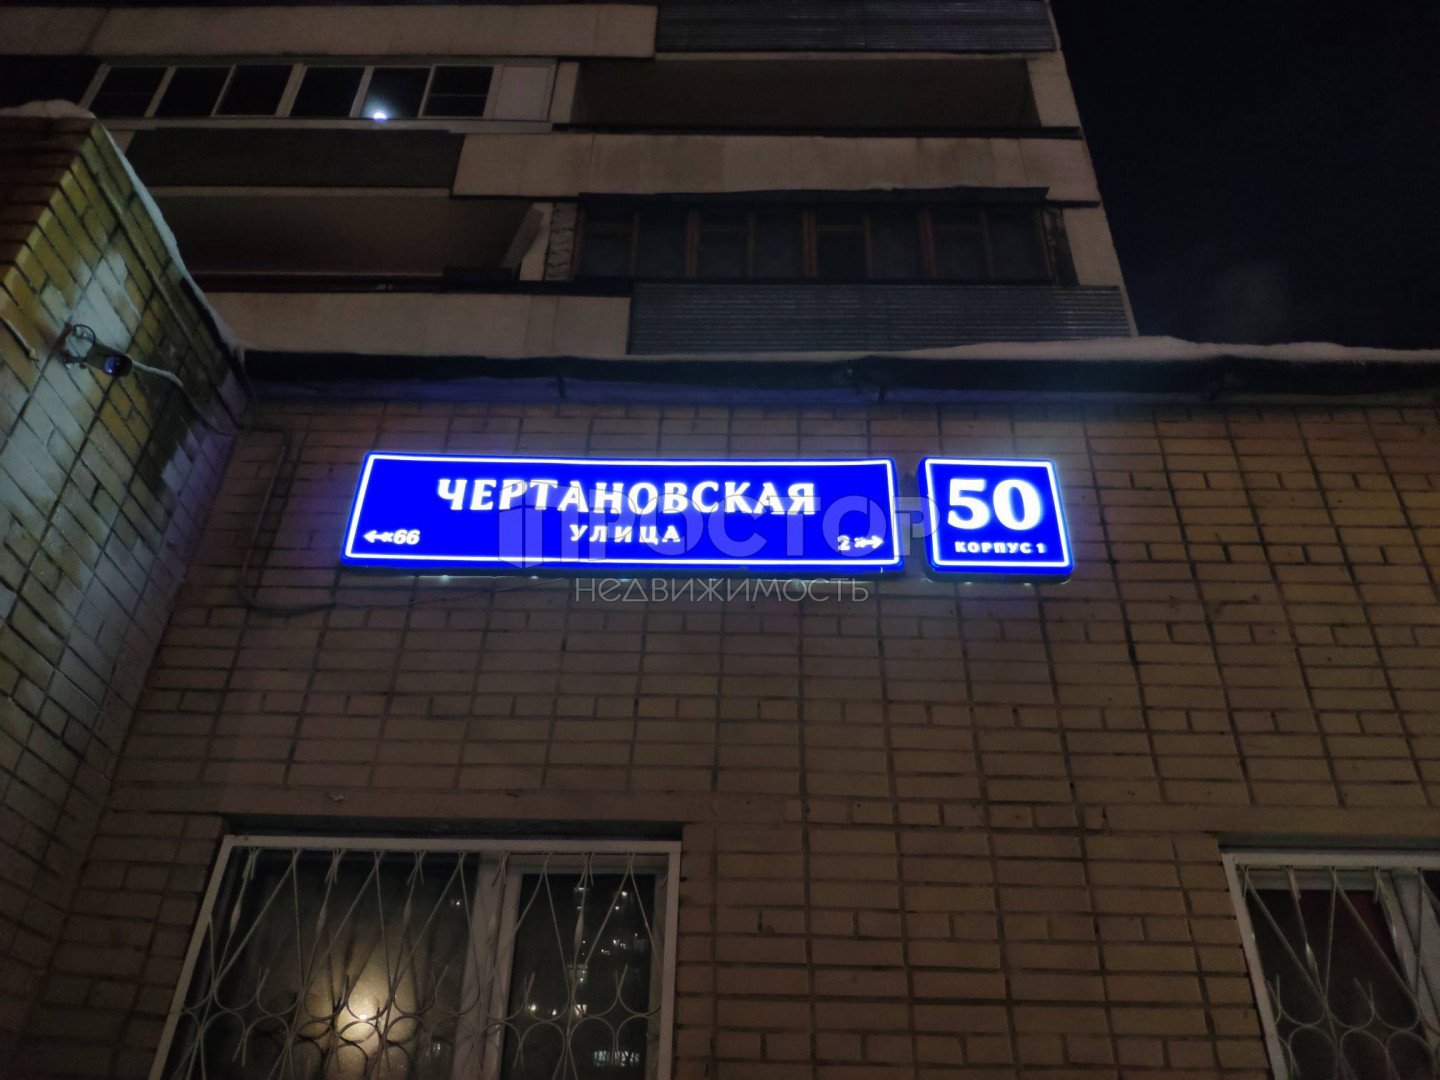 ЧЕРТАНОВСКАЯ
УЛИЦА
66
2
50
КОРПУС 1
ПРОСТОР
НЕДВИЖИМОСТЬ